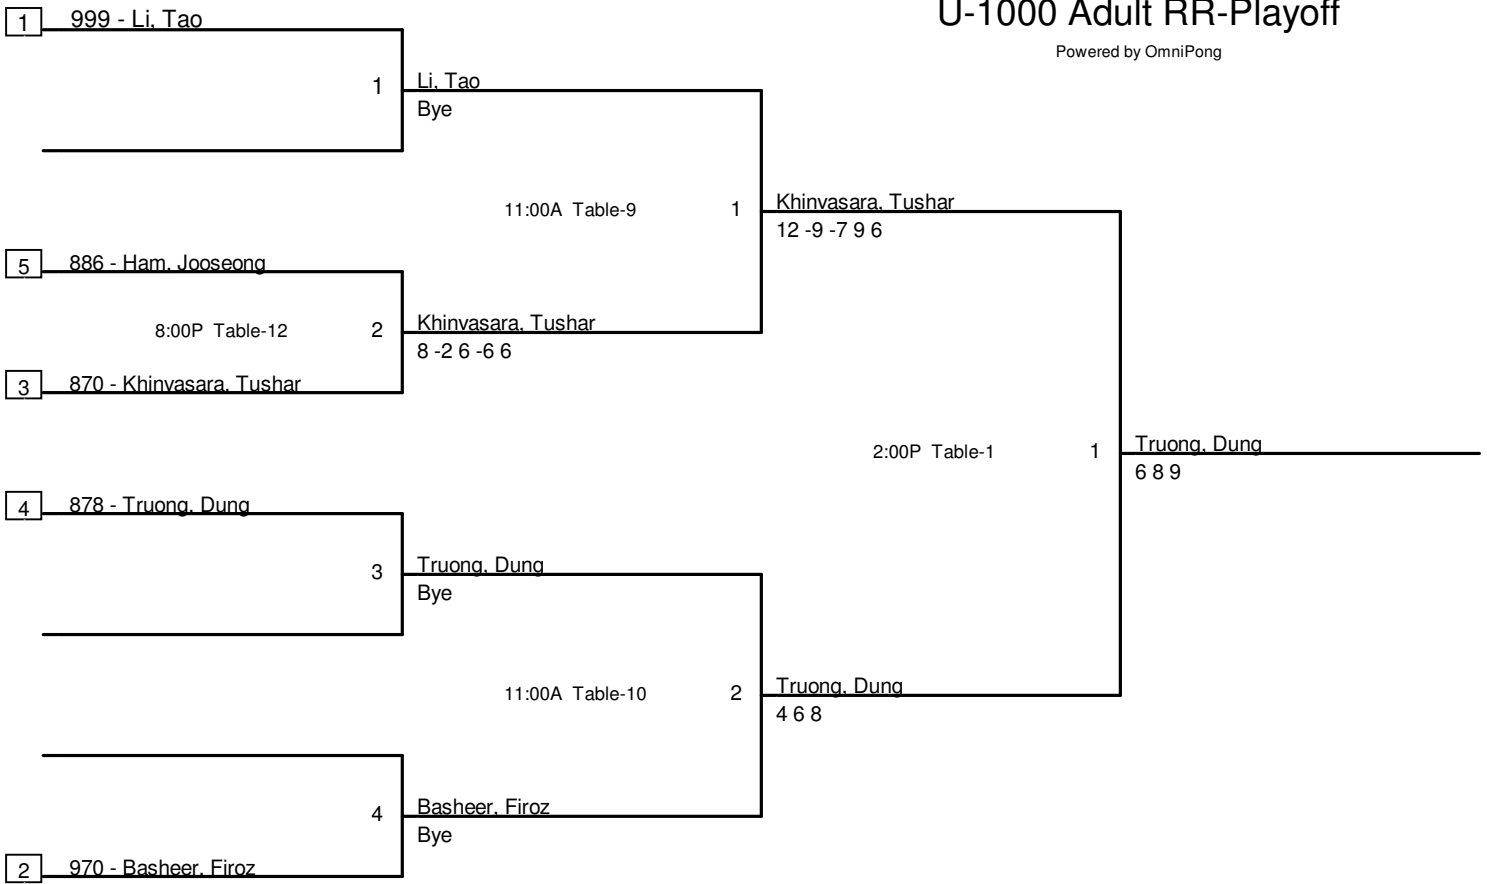 U-1000 Adult RR-Playoff
Powered by OmniPong
1 999 - Li, Tao
1 Li, Tao
Bye
11:00A Table-9 1 Khinvasara, Tushar
12 -9 -7 9 6
5 886 - Ham, Jooseong
8:00P Table-12 2 Khinvasara, Tushar
8 -2 6 -6 6
3 870 - Khinvasara, Tushar
2:00P Table-1 1 Truong, Dung
6 8 9
4 878 - Truong, Dung
3 Truong, Dung
Bye
11:00A Table-10 2 Truong, Dung
4 6 8
4 Basheer, Firoz
Bye
2 970 - Basheer, Firoz